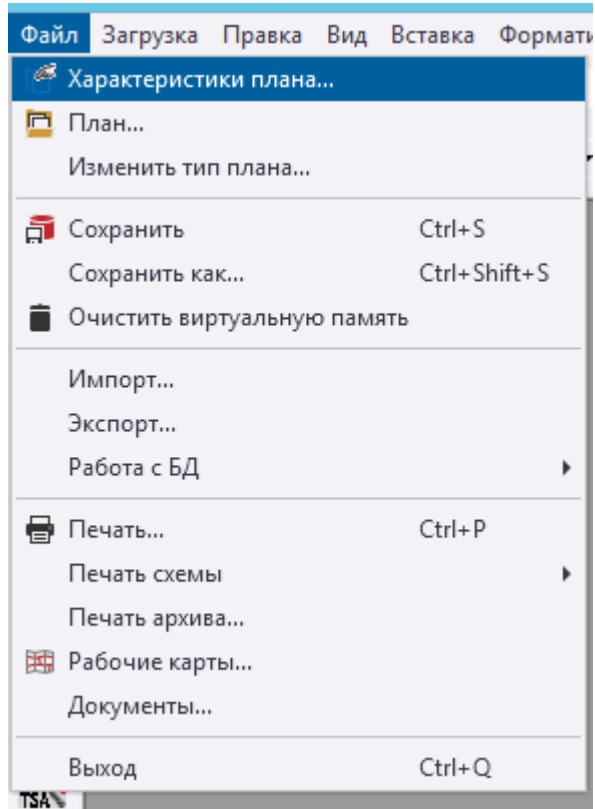 Файл Загрузка Правка Вид Вставка
Характеристики плана...
План...
Изменить тип плана...
Сохранить Ctrl+S
Сохранить как... Ctrl+Shift+S
Очистить виртуальную память
Импорт...
Экспорт...
Работа с БД
Печать... Ctrl+P
Печать схемы
Печать архива...
Рабочие карты...
Документы...
Выход Ctrl+Q
TSA